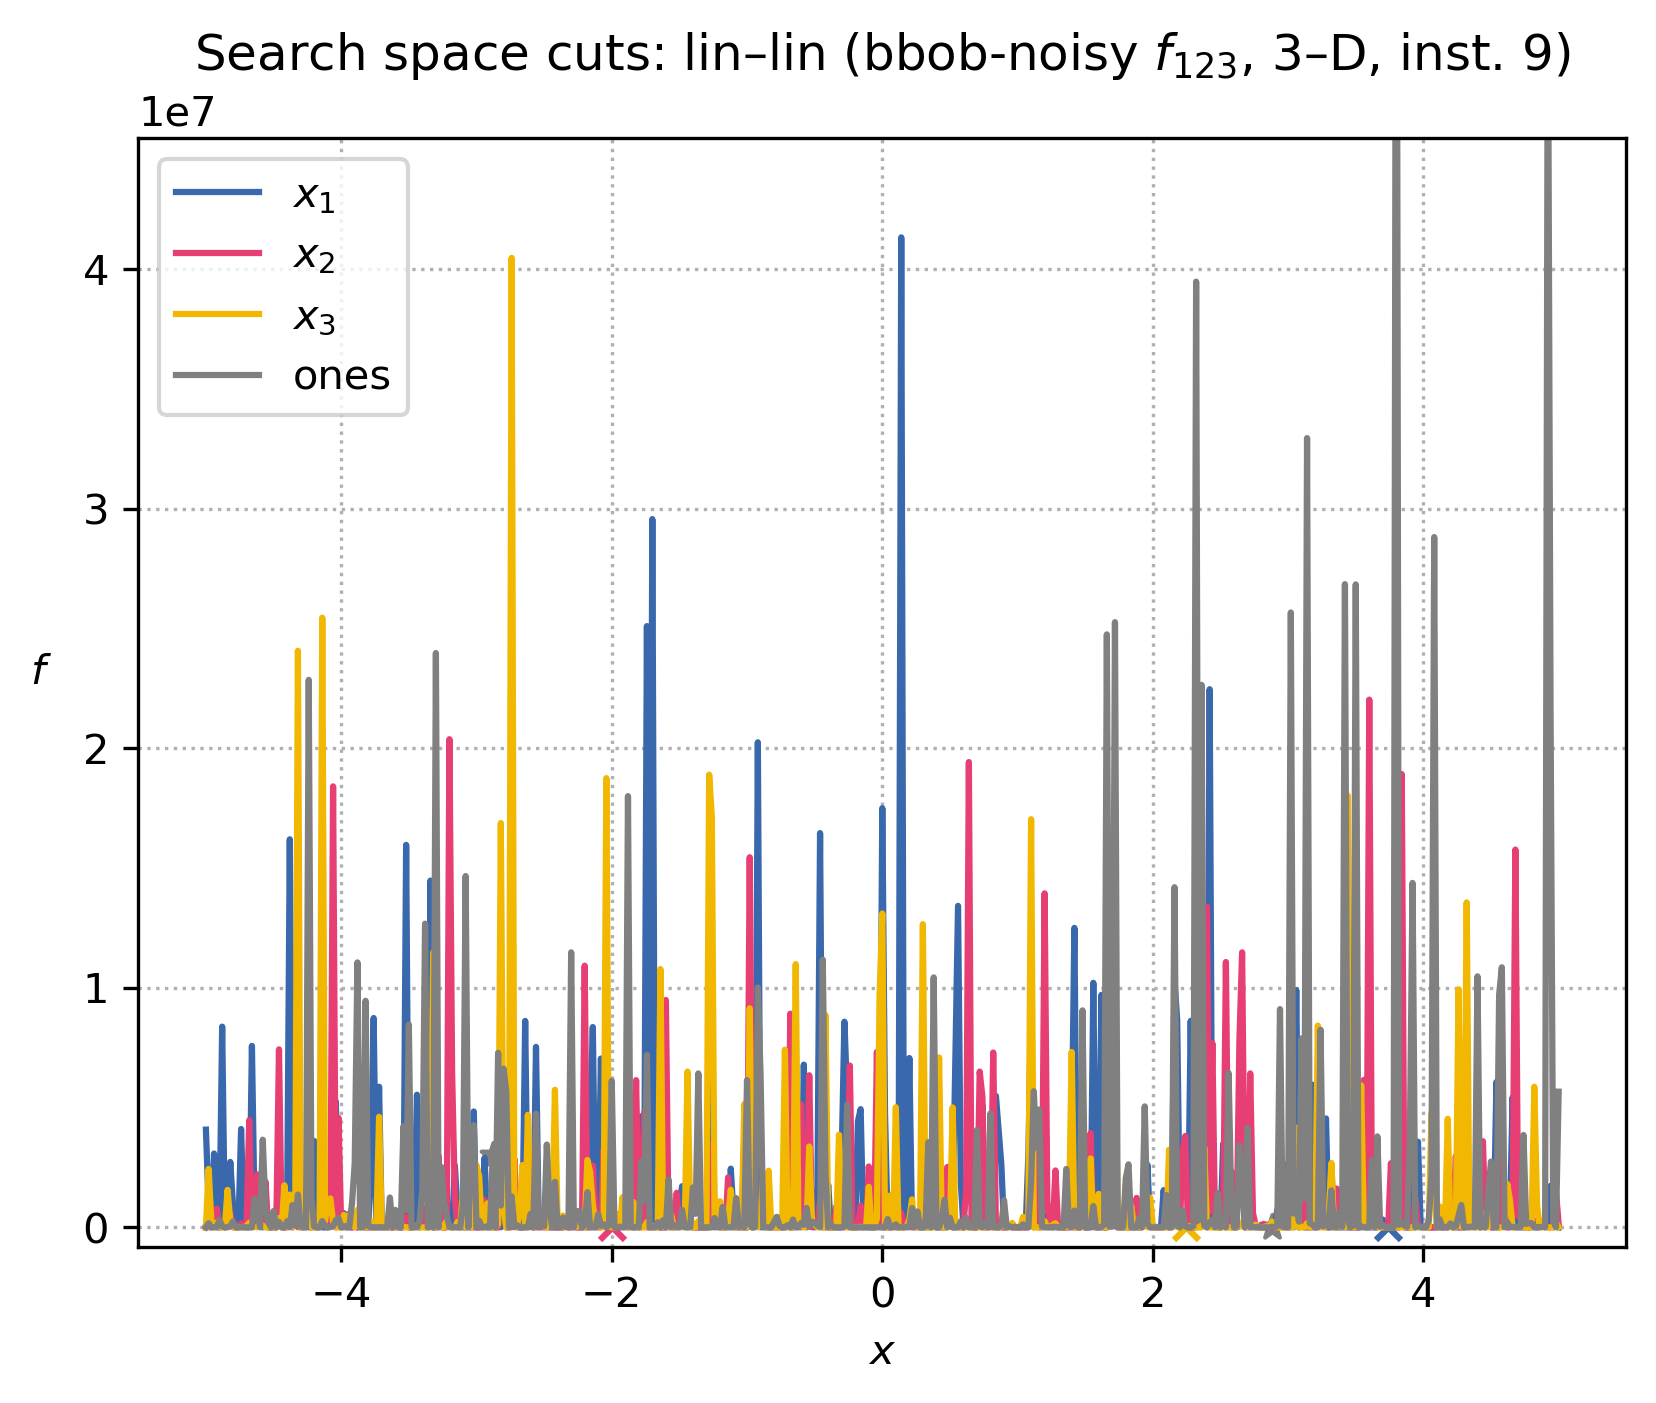 Search space cuts: lin–lin (bbob-noisy f₁₂₃, 3–D, inst. 9)
1e7
x₁
x₂
x₃
ones
4
3
2
1
0
f
−4 −2 0 2 4
x